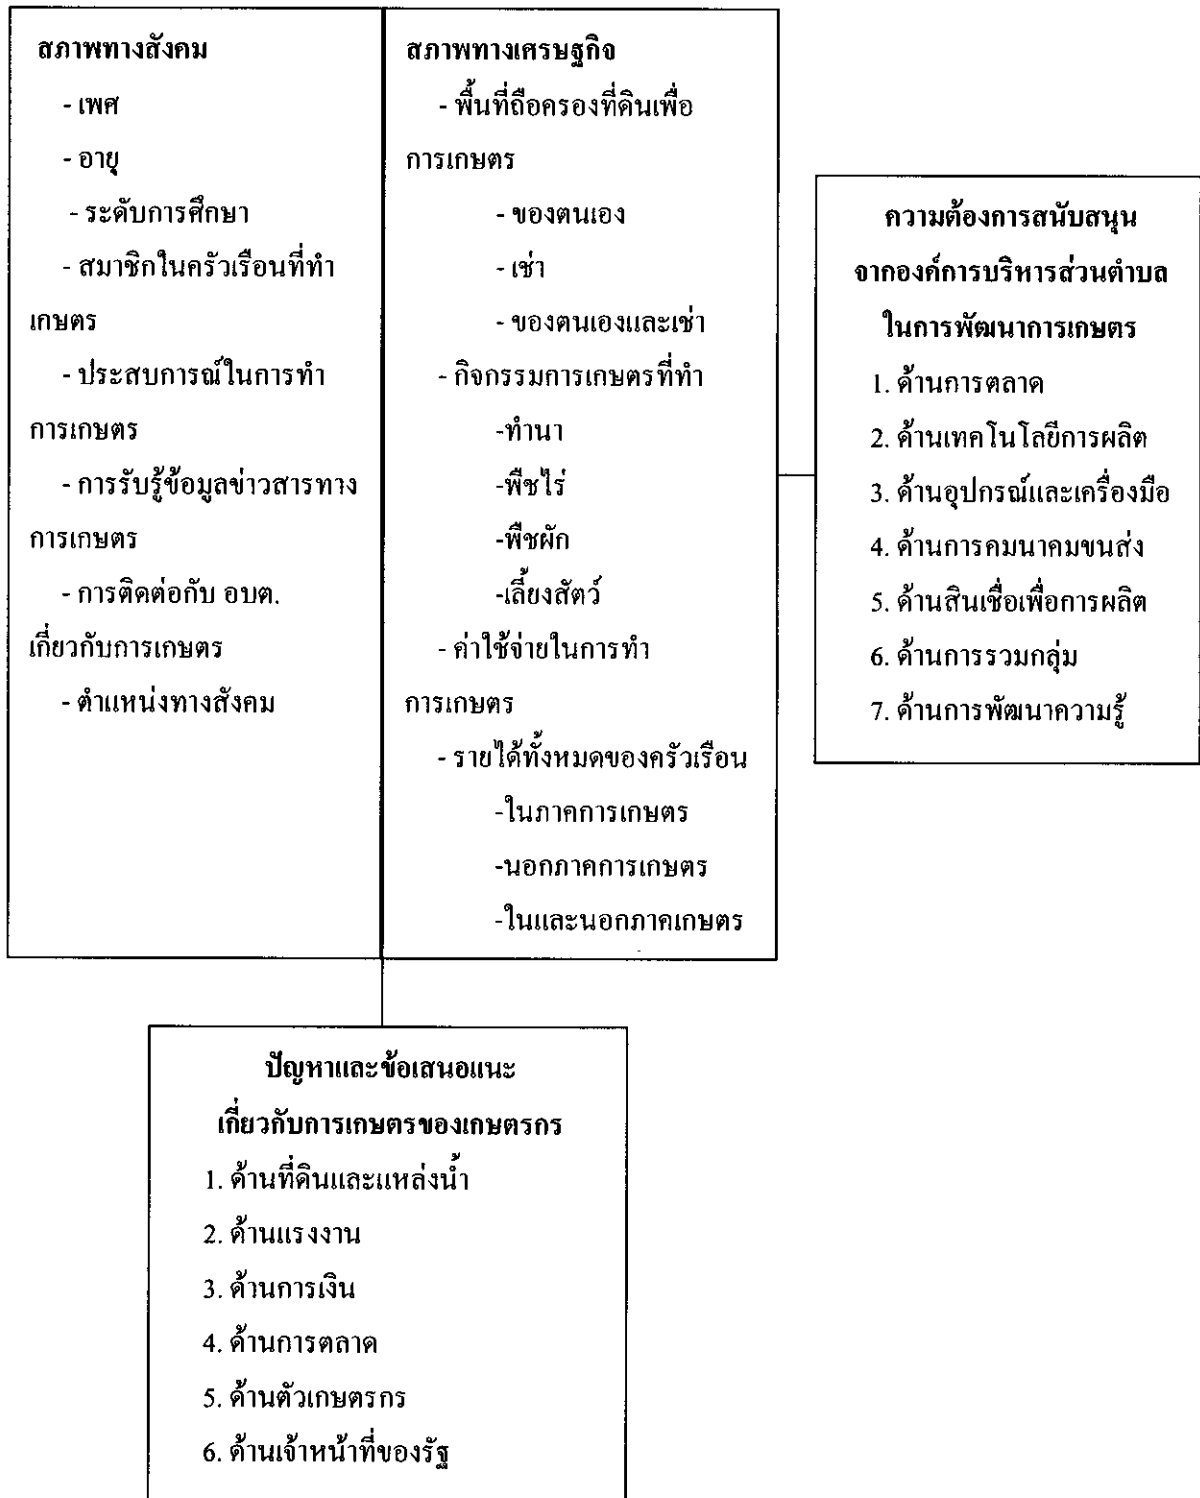 สภาพทางสังคม
- เพศ
- อายุ
- ระดับการศึกษา
- สมาชิกในครัวเรือนที่ทำ
เกษตร
- ประสบการณ์ในการทำ
การเกษตร
- การรับรู้ข้อมูลข่าวสารทาง
การเกษตร
- การติดต่อกับ อบต.
เกี่ยวกับการเกษตร
- ตำแหน่งทางสังคม
สภาพทางเศรษฐกิจ
- พื้นที่ถือครองที่ดินเพื่อ
การเกษตร
- ของตนเอง
- เช่า
- ของตนเองและเช่า
- กิจกรรมการเกษตรที่ทำ
-ทำนา
-พืชไร่
-พืชผัก
-เลี้ยงสัตว์
- ค่าใช้จ่ายในการทำ
การเกษตร
- รายได้ทั้งหมดของครัวเรือน
-ในภาคการเกษตร
-นอกภาคการเกษตร
-ในและนอกภาคเกษตร
ความต้องการสนับสนุน
จากองค์การบริหารส่วนตำบล
ในการพัฒนาการเกษตร
1. ด้านการตลาด
2. ด้านเทคโนโลยีการผลิต
3. ด้านอุปกรณ์และเครื่องมือ
4. ด้านการคมนาคมขนส่ง
5. ด้านสินเชื่อเพื่อการผลิต
6. ด้านการรวมกลุ่ม
7. ด้านการพัฒนาความรู้
ปัญหาและข้อเสนอแนะ
เกี่ยวกับการเกษตรของเกษตรกร
1. ด้านที่ดินและแหล่งน้ำ
2. ด้านแรงงาน
3. ด้านการเงิน
4. ด้านการตลาด
5. ด้านตัวเกษตรกร
6. ด้านเจ้าหน้าที่ของรัฐ